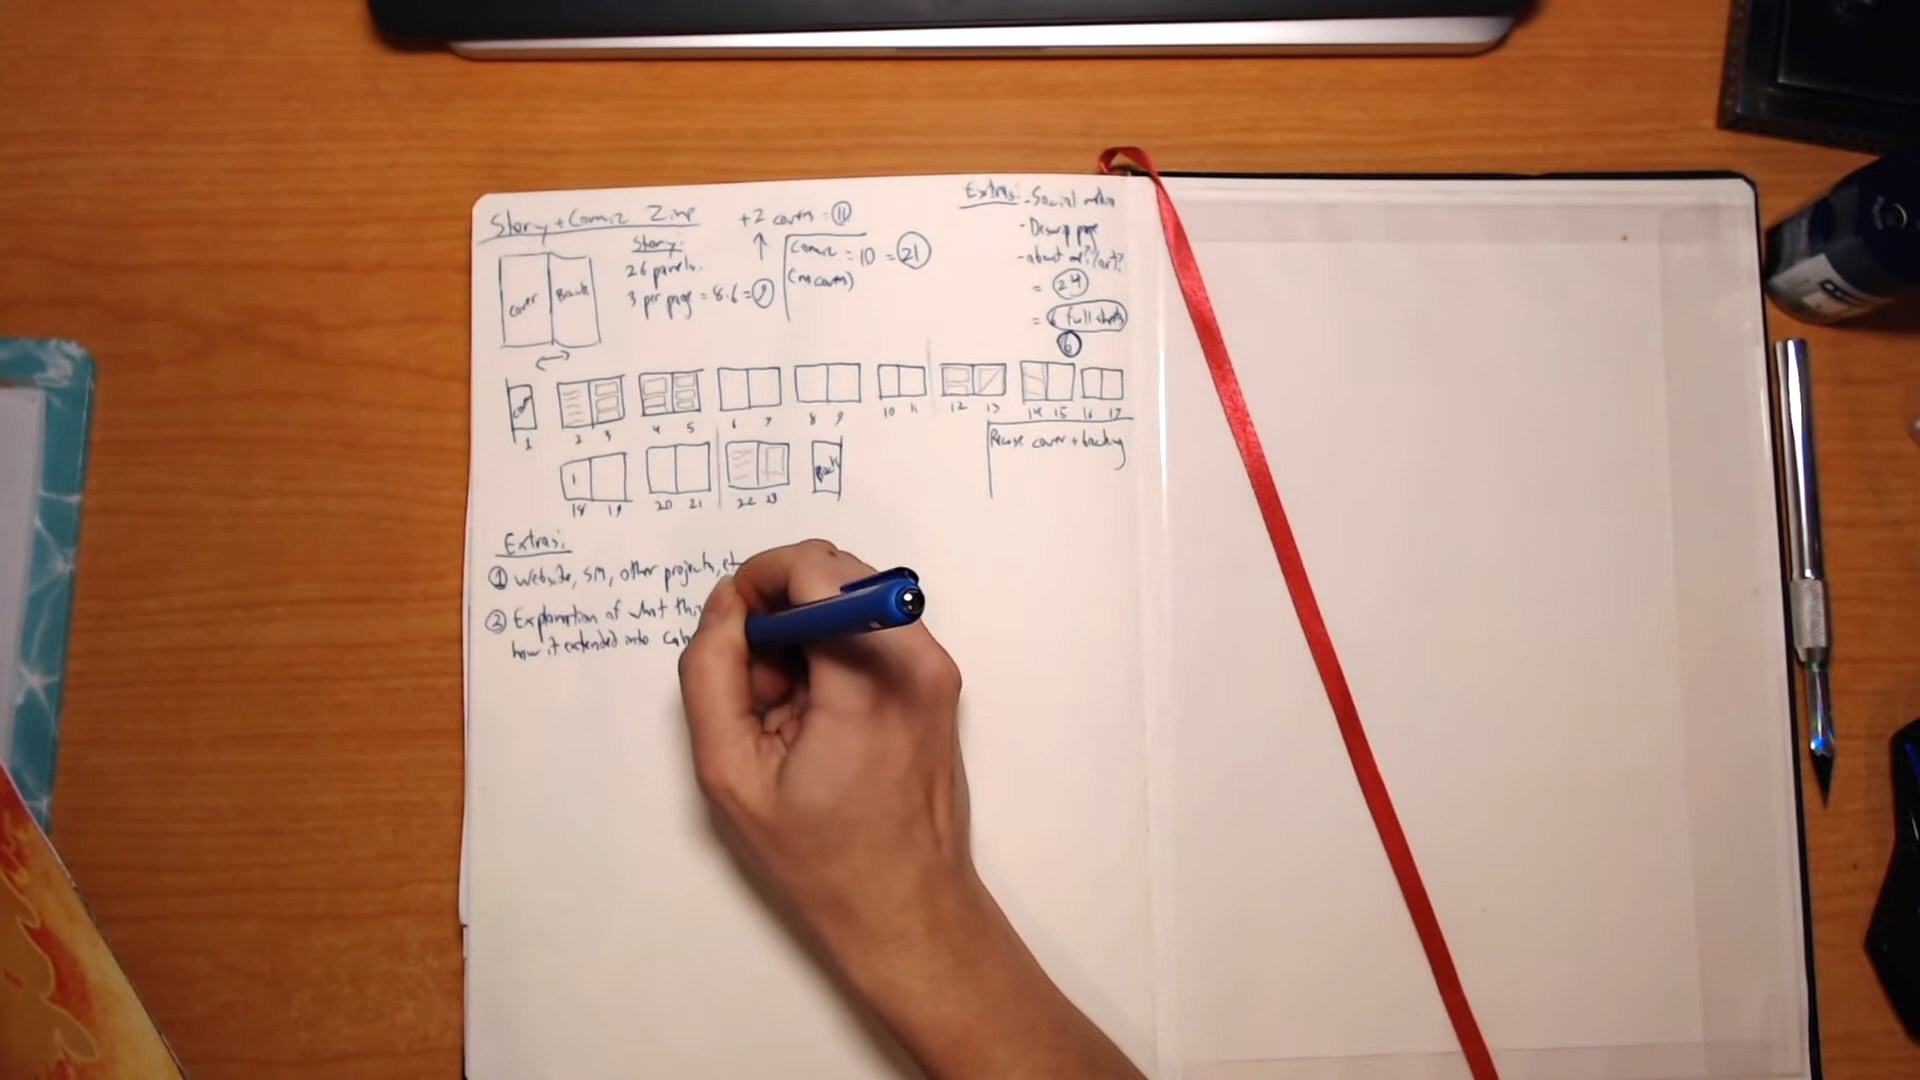 Story + Comic Zine
+2 covers = 11
Story:
26 panels.
3 per page = 8.6 = 9
Comic = 10 = 21
(no covers)
Extras: - Social media
- Descrip page
- about me?/art?
= 24
= 6 full sheets
6
cover Back
1 2 3 4 5 6 7 8 9 10 11 12 13 14 15 16 17
Reuse cover + backing
18 19 20 21 22 23
Back
Extras:
① website, SM, other projects, etc
② Explanation of what this
how it extended into